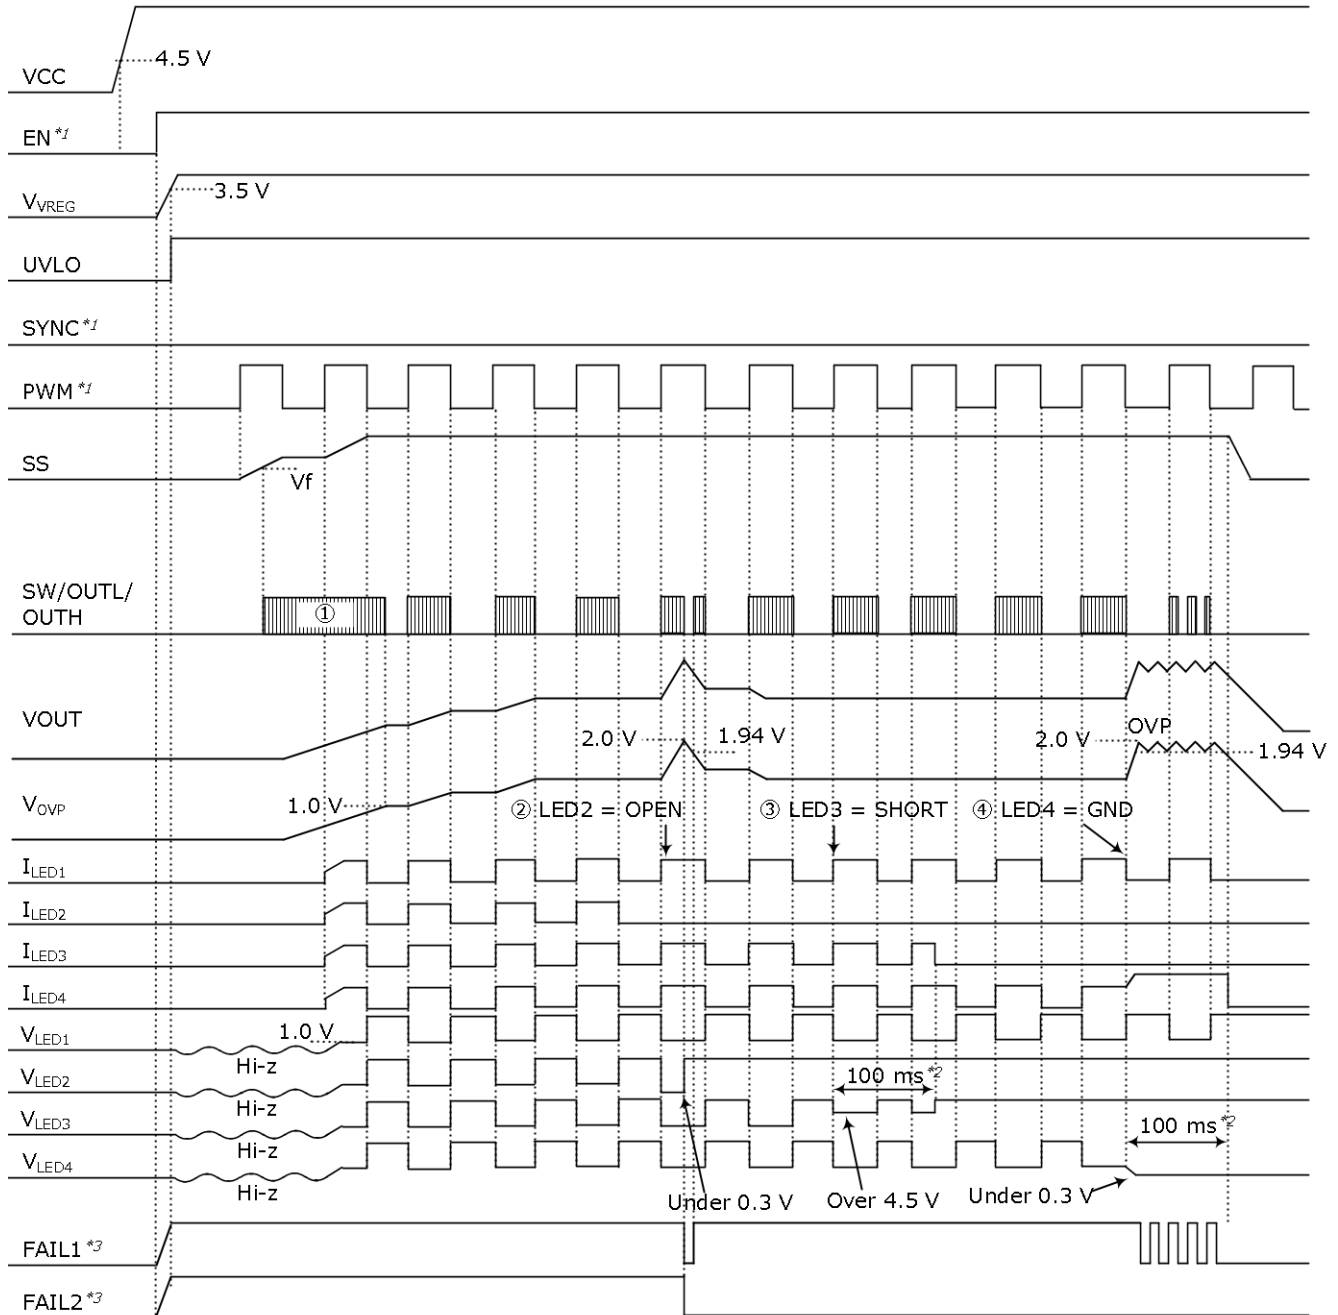 VCC
4.5 V
EN*1
VVREG
3.5 V
UVLO
SYNC*1
PWM*1
SS
Vf
SW/OUTL/
OUTH
①
VOUT
2.0 V
1.94 V
OVP
2.0 V
1.94 V
VOVP
1.0 V
② LED2 = OPEN
③ LED3 = SHORT
④ LED4 = GND
ILED1
ILED2
ILED3
ILED4
VLED1
1.0 V
Hi-z
VLED2
Hi-z
100 ms*2
VLED3
Hi-z
100 ms*2
VLED4
Hi-z
Under 0.3 V
Over 4.5 V
Under 0.3 V
FAIL1*3
FAIL2*3